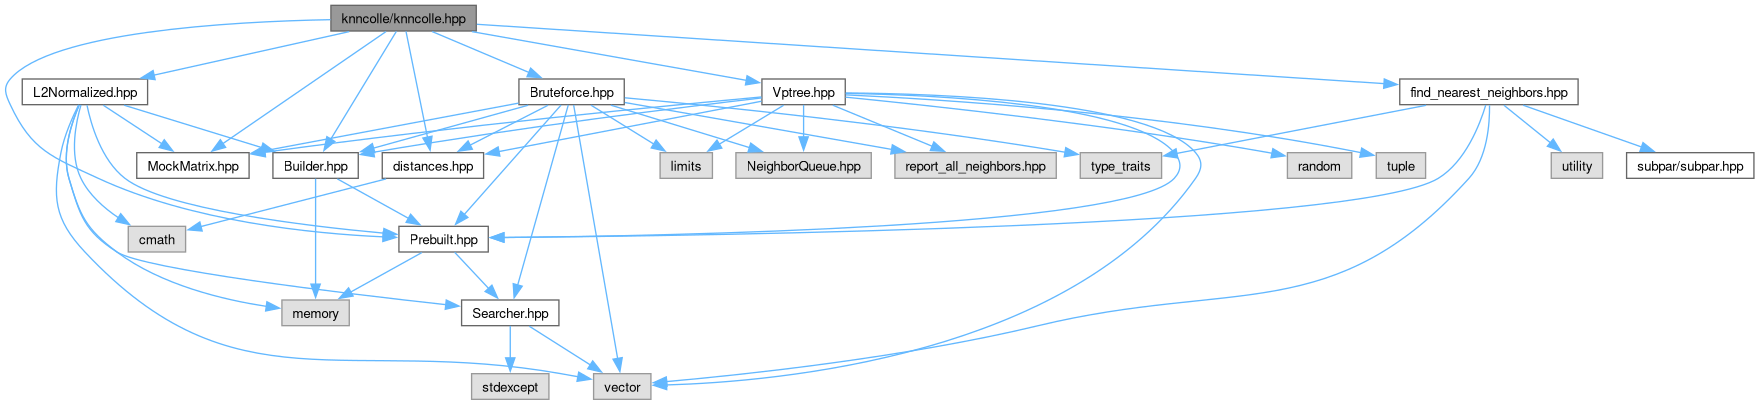 knncolle/knncolle.hpp
L2Normalized.hpp
Bruteforce.hpp
Vptree.hpp
find_nearest_neighbors.hpp
MockMatrix.hpp
Builder.hpp
distances.hpp
limits
NeighborQueue.hpp
report_all_neighbors.hpp
type_traits
random
tuple
utility
subpar/subpar.hpp
cmath
Prebuilt.hpp
memory
Searcher.hpp
stdexcept
vector